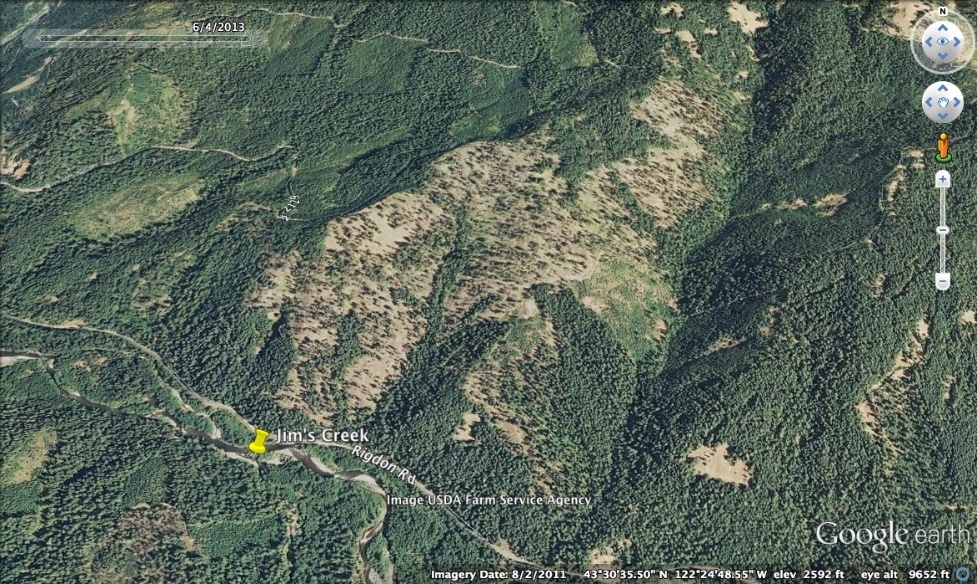 6/4/2013
N
Jim's Creek
Rigdon Rd
Image USDA Farm Service Agency
Google earth
Imagery Date: 8/2/2011 43°30'35.50" N 122°24'48.55" W elev 2592 ft eye alt 9652 ft